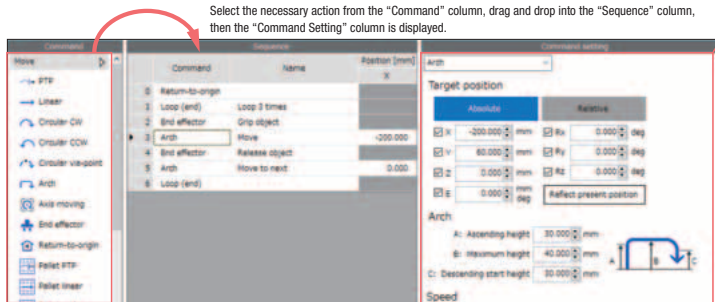 Select the necessary action from the “Command” column, drag and drop into the “Sequence” column,
then the “Command Setting” column is displayed.
Command
Move
PTP
Linear
Circular CW
Circular CCW
Circular via-point
Arch
Axis moving
End effector
Return-to-origin
Pallet PTP
Pallet linear
Sequence
Command Name Position [mm]
X
0 Return-to-origin
1 Loop (end) Loop 3 times
2 End effector Grip object
3 Arch Move -200.000
4 End effector Release object
5 Arch Move to next 0.000
6 Loop (end)
Command setting
Arch
Target position
Absolute Relative
X -200.000 mm Rx 0.000 deg
Y 60.000 mm Ry 0.000 deg
Z 0.000 mm Rz 0.000 deg
E 0.000 mm deg Reflect present position
Arch
A: Ascending height 30.000 mm
B: Maximum height 40.000 mm
C: Descending start height 30.000 mm
A B C
Speed